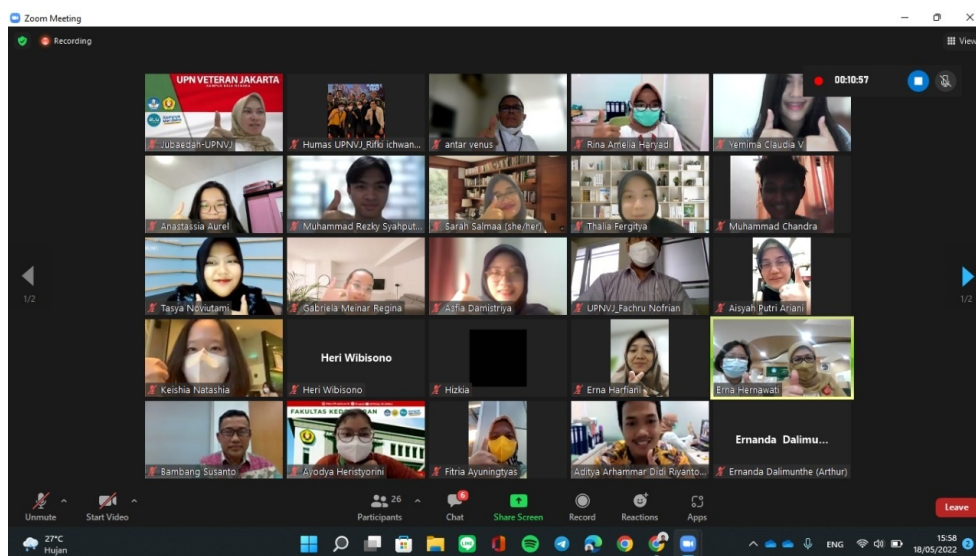 Zoom Meeting
Recording
View
00:10:57
UPN VETERAN JAKARTA
Jubaedah-UPNVJ
Humas UPNVJ_Rifki ichwan...
antar venus
Rina Amelia Haryadi
Yemima Claudia V
Anastassia Aurel
Muhammad Rezky Syahput...
Sarah Salmaa (she/her)
Thalia Fergitya
Muhammad Chandra
Tasya Noviutami
Gabriela Meinar Regina
Asfia Damistriya
UPNVJ_Fachru Nofrian
Aisyah Putri Ariani
1/2
1/2
Keishia Natashia
Heri Wibisono
Heri Wibisono
Hizkia
Erna Harfiani
Erna Hernawati
FAKULTAS KEDOKTERAN
Bambang Susanto
Ayodya Heristyorini
Fitria Ayuningtyas
Aditya Arhammar Didi Riyanto...
Ernanda Dalimu...
Ernanda Dalimunthe (Arthur)
Unmute
Start Video
26
Participants
6
Chat
Share Screen
Record
Reactions
Apps
Leave
27°C
Hujan
ENG
15:58
18/05/2022
2